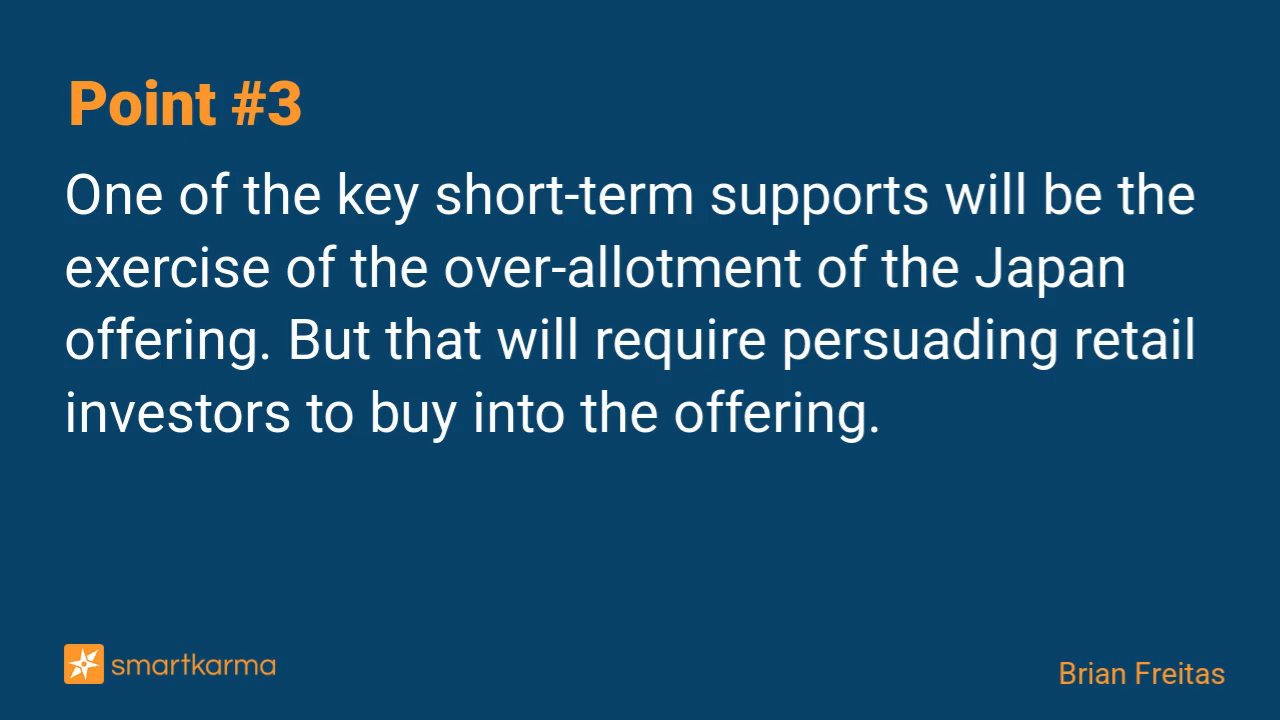 Point #3
One of the key short-term supports will be the
exercise of the over-allotment of the Japan
offering. But that will require persuading retail
investors to buy into the offering.
smartkarma
Brian Freitas